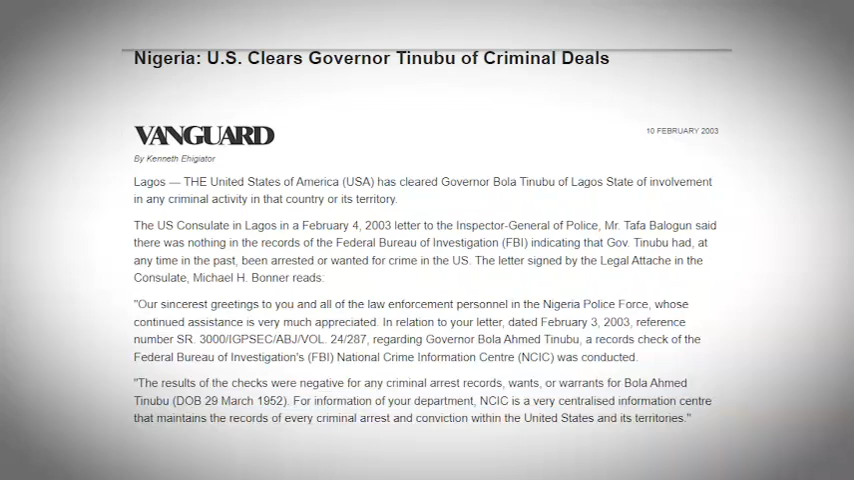 Nigeria: U.S. Clears Governor Tinubu of Criminal Deals
VANGUARD
10 FEBRUARY 2003
By Kenneth Ehigiator
Lagos — THE United States of America (USA) has cleared Governor Bola Tinubu of Lagos State of involvement
in any criminal activity in that country or its territory.
The US Consulate in Lagos in a February 4, 2003 letter to the Inspector-General of Police, Mr. Tafa Balogun said
there was nothing in the records of the Federal Bureau of Investigation (FBI) indicating that Gov. Tinubu had, at
any time in the past, been arrested or wanted for crime in the US. The letter signed by the Legal Attache in the
Consulate, Michael H. Bonner reads:
"Our sincerest greetings to you and all of the law enforcement personnel in the Nigeria Police Force, whose
continued assistance is very much appreciated. In relation to your letter, dated February 3, 2003, reference
number SR. 3000/IGPSEC/ABJ/VOL. 24/287, regarding Governor Bola Ahmed Tinubu, a records check of the
Federal Bureau of Investigation's (FBI) National Crime Information Centre (NCIC) was conducted.
"The results of the checks were negative for any criminal arrest records, wants, or warrants for Bola Ahmed
Tinubu (DOB 29 March 1952). For information of your department, NCIC is a very centralised information centre
that maintains the records of every criminal arrest and conviction within the United States and its territories."